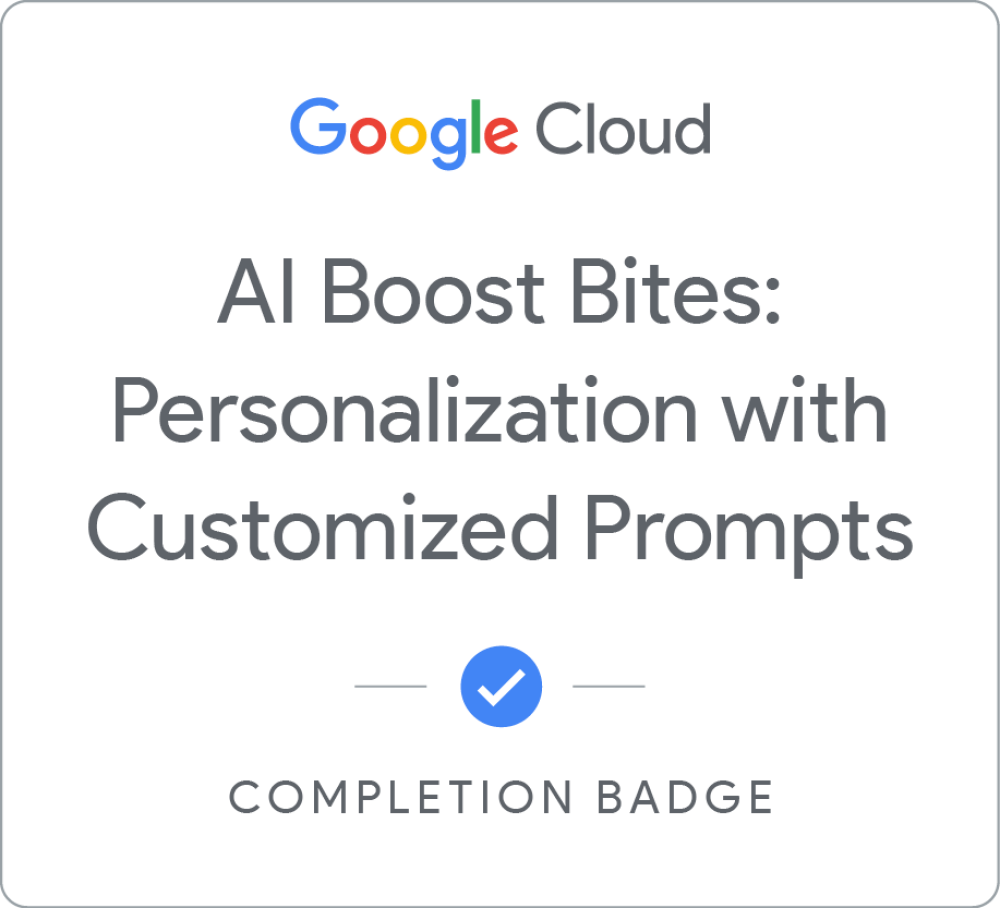 Google Cloud
AI Boost Bites:
Personalization with
Customized Prompts
COMPLETION BADGE